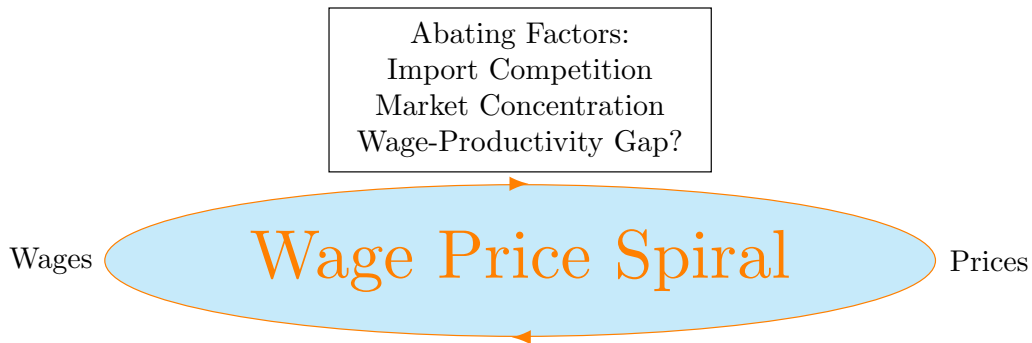 Abating Factors:
Import Competition
Market Concentration
Wage-Productivity Gap?
Wage Price Spiral
Wages
Prices